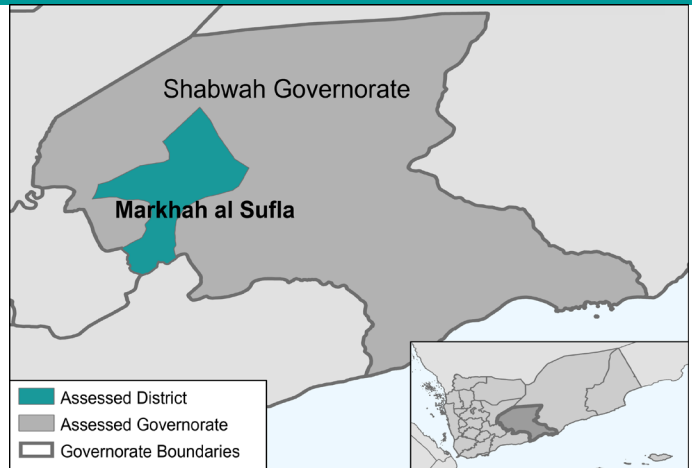 Shabwah Governorate
Markhah al Sufla
Assessed District
Assessed Governorate
Governorate Boundaries